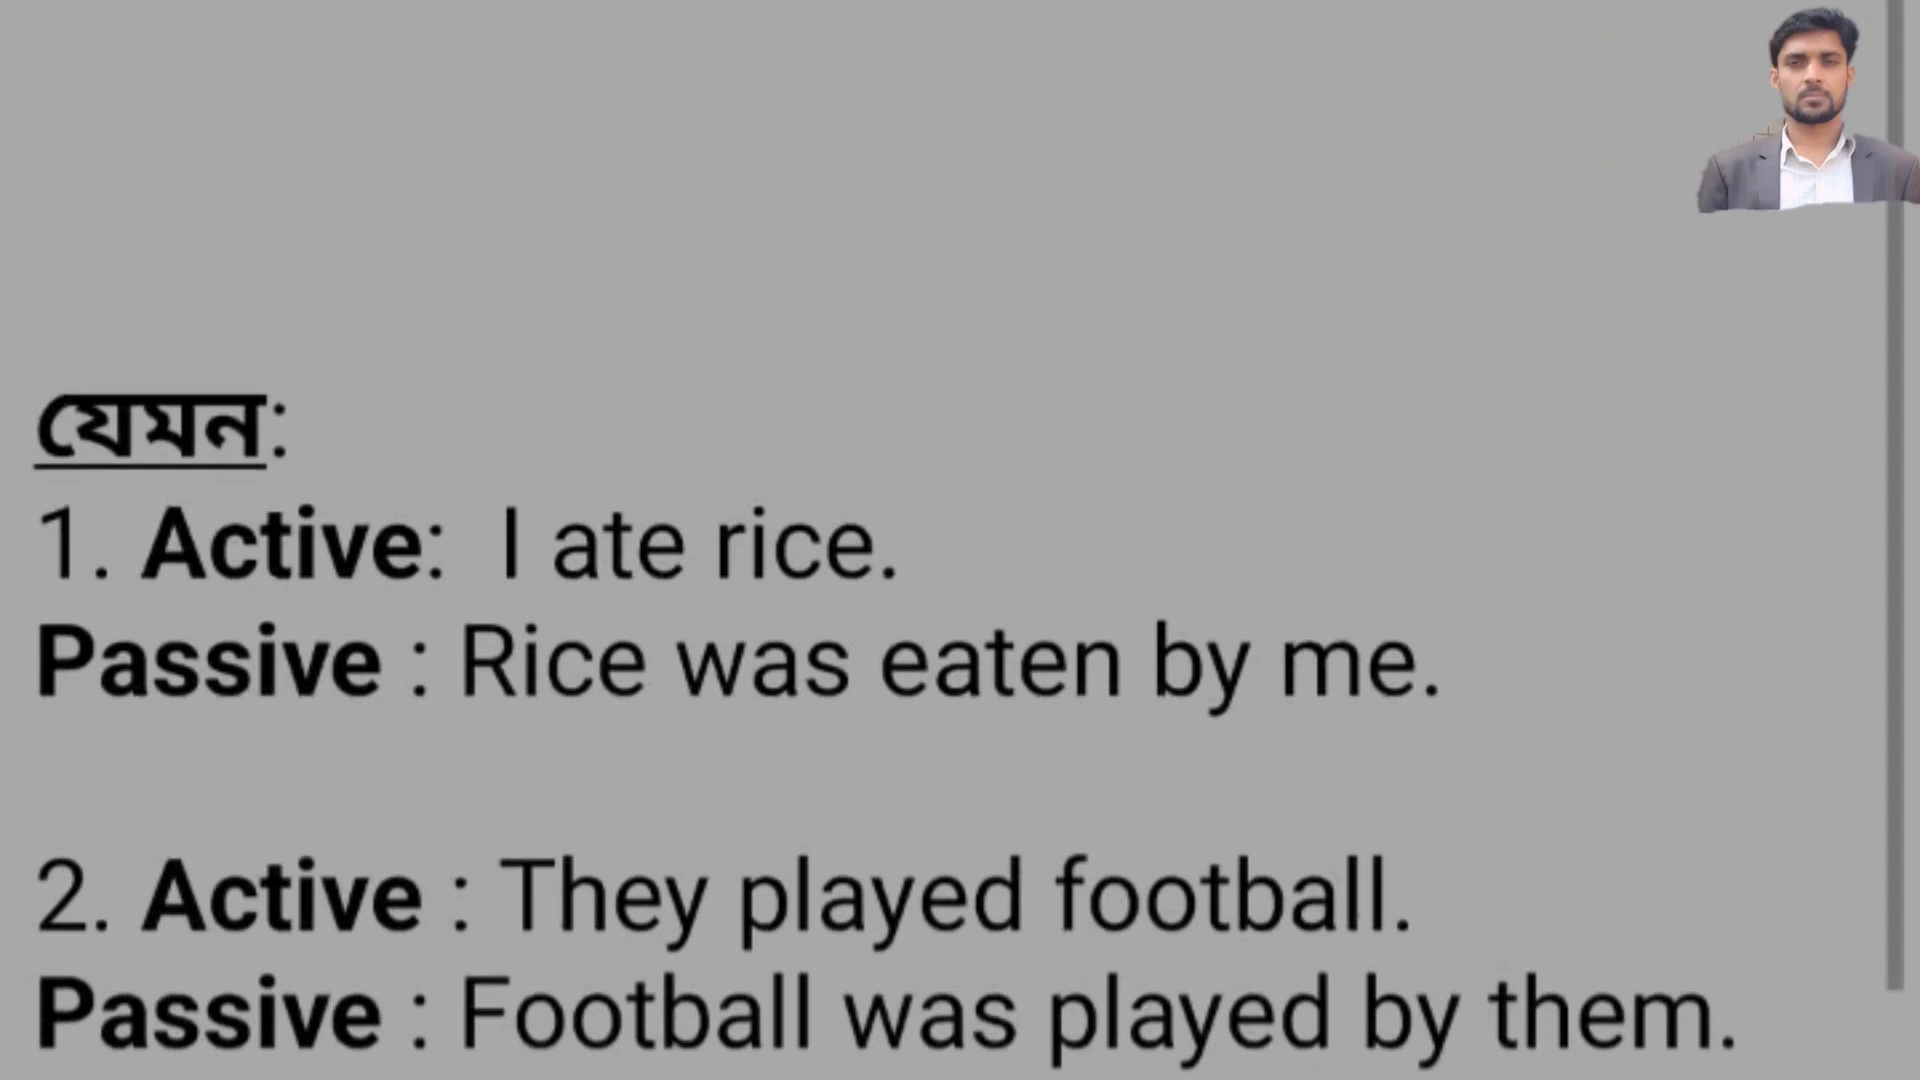 যেমন:
1. Active: I ate rice.
Passive : Rice was eaten by me.
2. Active : They played football.
Passive : Football was played by them.